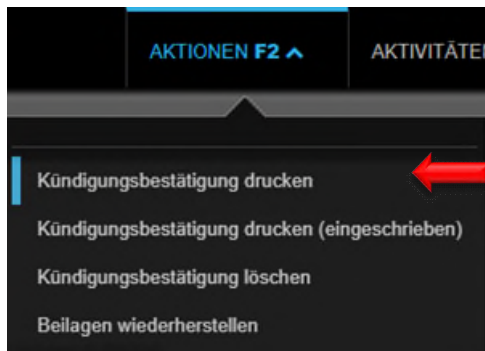 AKTIONEN F2 AKTIVITÄTE
Kündigungsbestätigung drucken
Kündigungsbestätigung drucken (eingeschrieben)
Kündigungsbestätigung löschen
Beilagen wiederherstellen